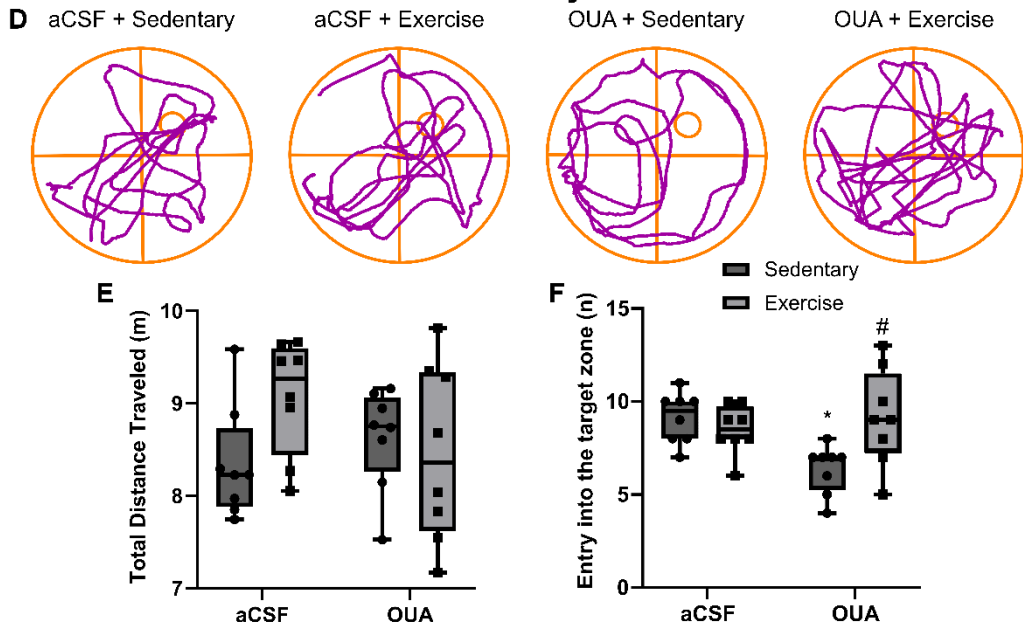 D
aCSF + Sedentary
aCSF + Exercise
OUA + Sedentary
OUA + Exercise
Sedentary
Exercise
E
Total Distance Traveled (m)
10
9
8
7
aCSF
OUA
F
Entry into the target zone (n)
15
10
5
0
*
#
aCSF
OUA